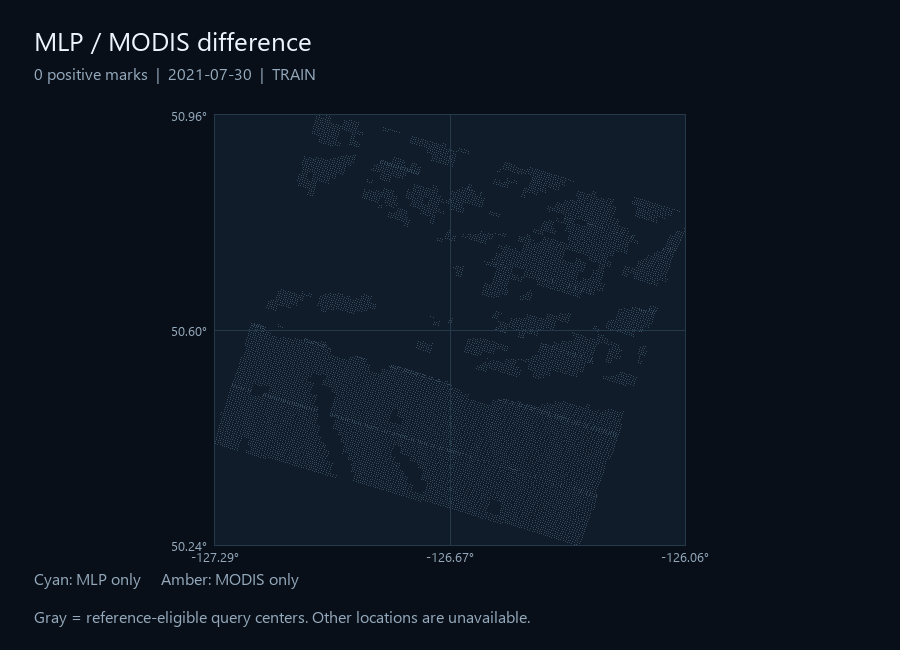 MLP / MODIS difference
0 positive marks | 2021-07-30 | TRAIN
50.96°
50.60°
50.24°
-127.29° -126.67° -126.06°
Cyan: MLP only Amber: MODIS only
Gray = reference-eligible query centers. Other locations are unavailable.